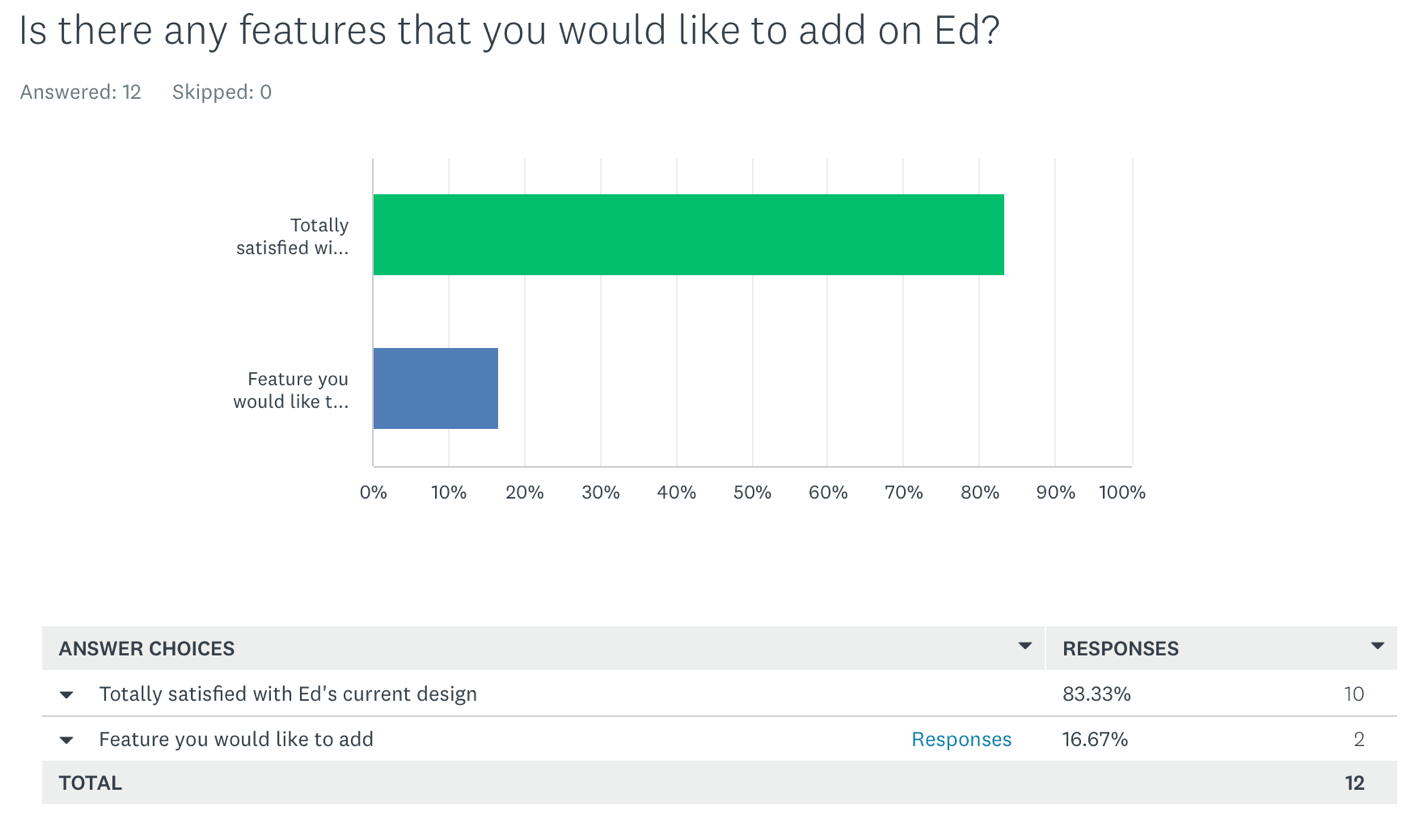 Is there any features that you would like to add on Ed?
Answered: 12 Skipped: 0
Totally
satisfied wi...
Feature you
would like t...
0% 10% 20% 30% 40% 50% 60% 70% 80% 90% 100%
ANSWER CHOICES RESPONSES
Totally satisfied with Ed's current design 83.33% 10
Feature you would like to add Responses 16.67% 2
TOTAL 12